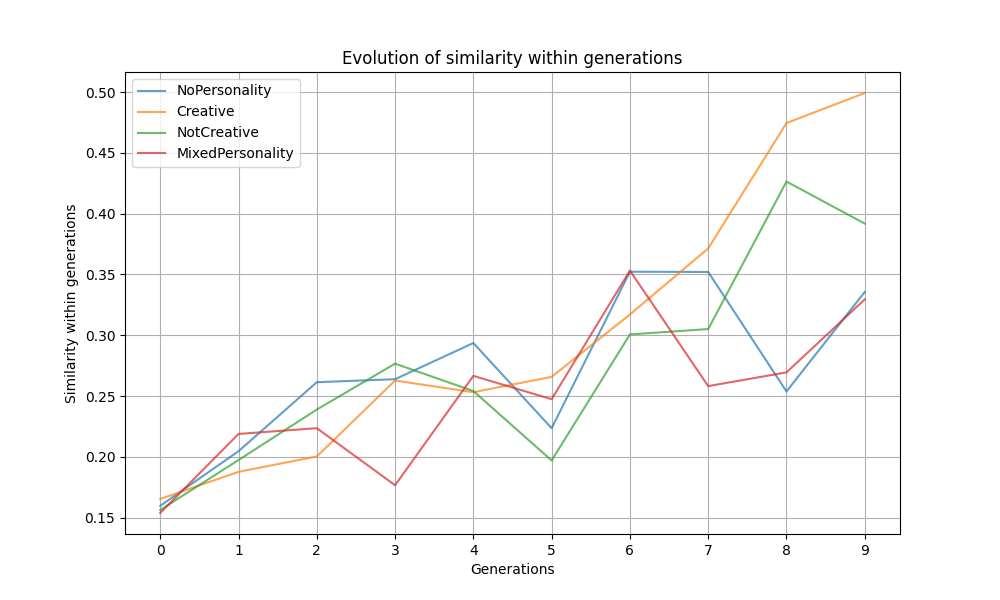 Evolution of similarity within generations
NoPersonality
Creative
NotCreative
MixedPersonality
Similarity within generations
0.50
0.45
0.40
0.35
0.30
0.25
0.20
0.15
0 1 2 3 4 5 6 7 8 9
Generations